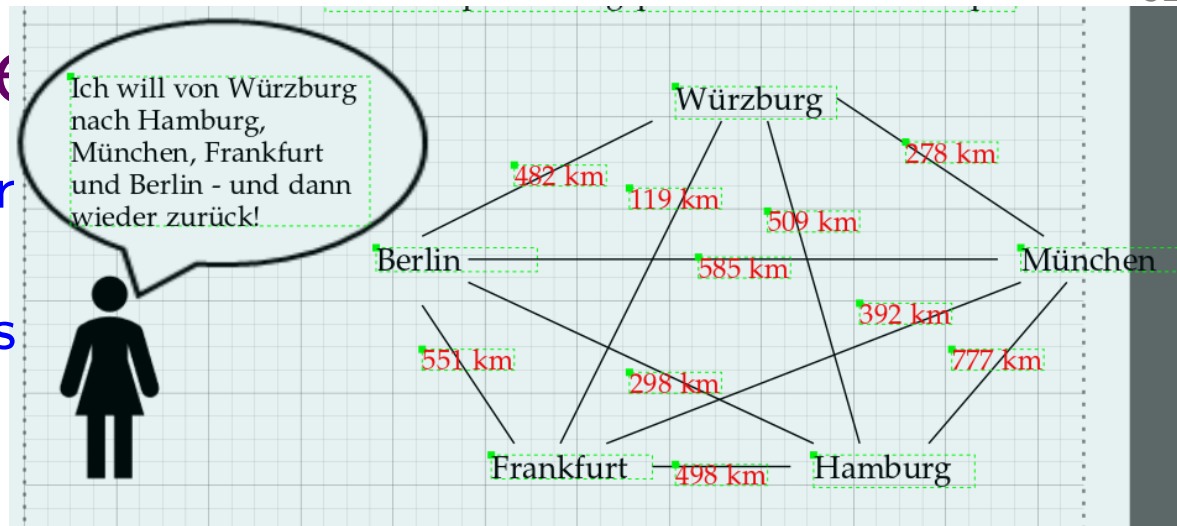 Ich will von Würzburg
nach Hamburg,
München, Frankfurt
und Berlin - und dann
wieder zurück!
Würzburg
278 km
482 km
119 km
509 km
Berlin
585 km
München
392 km
551 km
777 km
298 km
Frankfurt
498 km
Hamburg